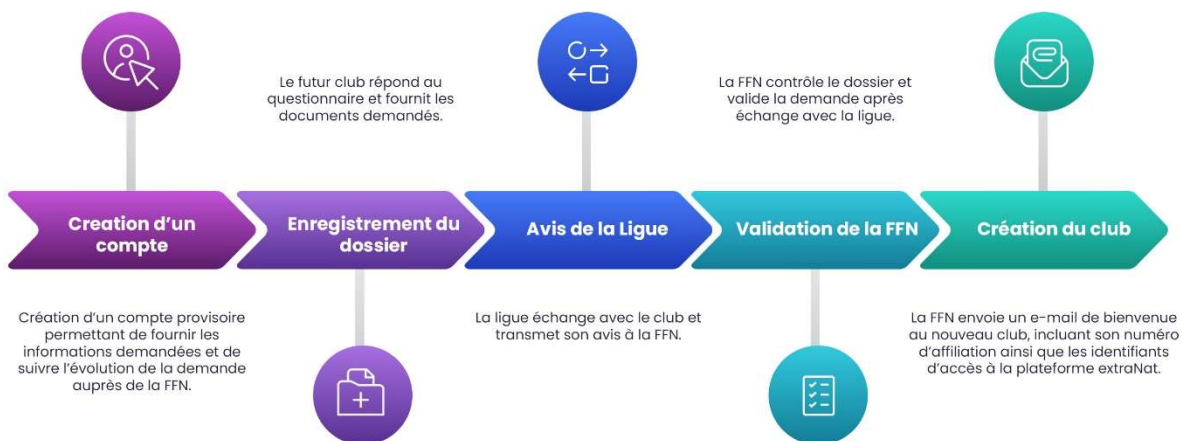 Le futur club répond au
questionnaire et fournit les
documents demandés.
La FFN contrôle le dossier et
valide la demande après
échange avec la ligue.
Creation d'un
compte
Enregistrement du
dossier
Avis de la Ligue
Validation de la FFN
Création du club
Création d'un compte provisoire
permettant de fournir les
informations demandées et de
suivre l'évolution de la demande
auprès de la FFN.
La ligue échange avec le club et
transmet son avis à la FFN.
La FFN envoie un e-mail de bienvenue
au nouveau club, incluant son numéro
d'affiliation ainsi que les identifiants
d'accès à la plateforme extraNat.